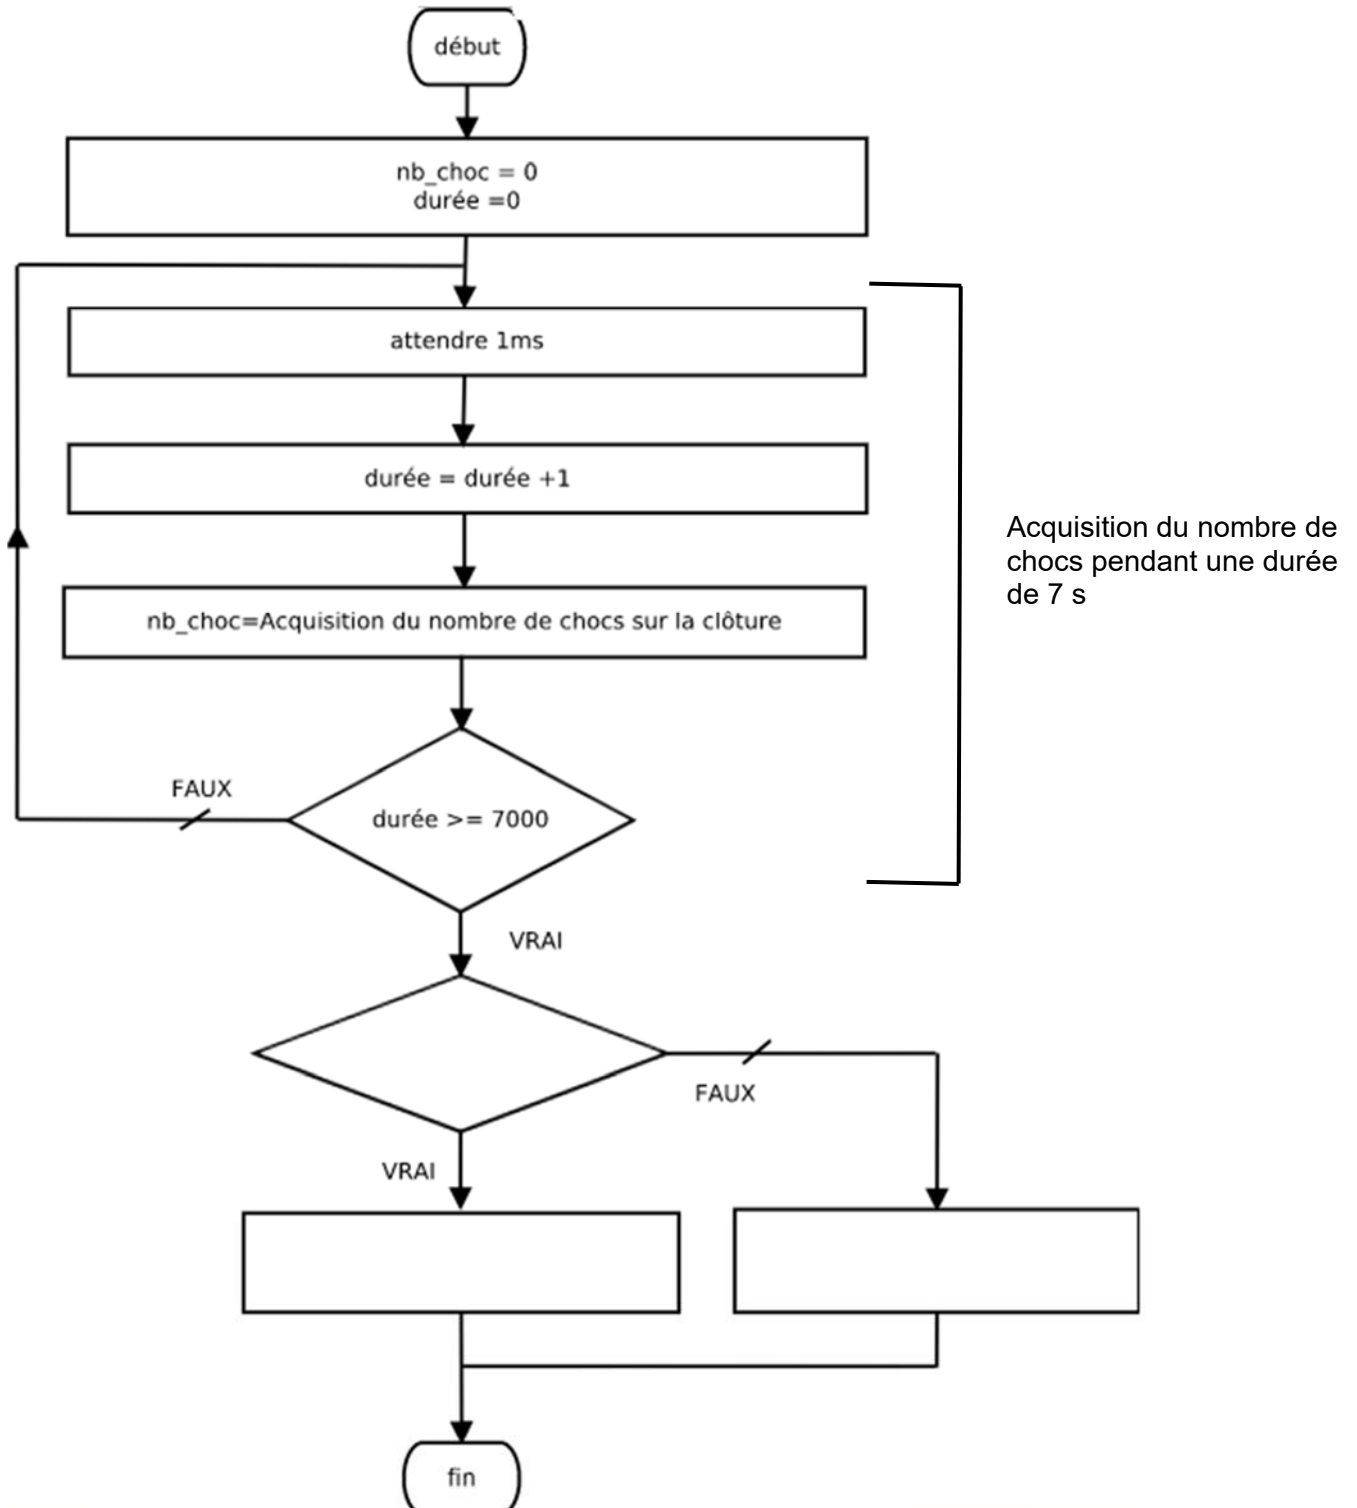 début
nb_choc = 0
durée =0
attendre 1ms
durée = durée +1
Acquisition du nombre de
chocs pendant une durée
de 7 s
nb_choc=Acquisition du nombre de chocs sur la clôture
FAUX
durée >= 7000
VRAI
FAUX
VRAI
fin